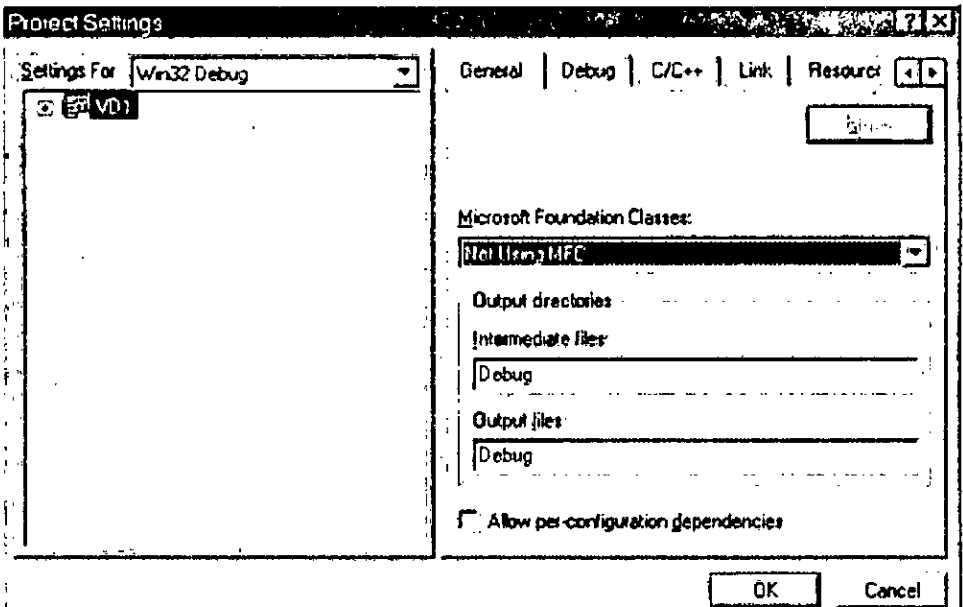 Project Settings
Settings For: Win32 Debug
VD1
General Debug C/C++ Link Resource
Microsoft Foundation Classes:
Not Using MFC
Output directories
Intermediate files:
Debug
Output files:
Debug
Allow per-configuration dependencies
OK Cancel